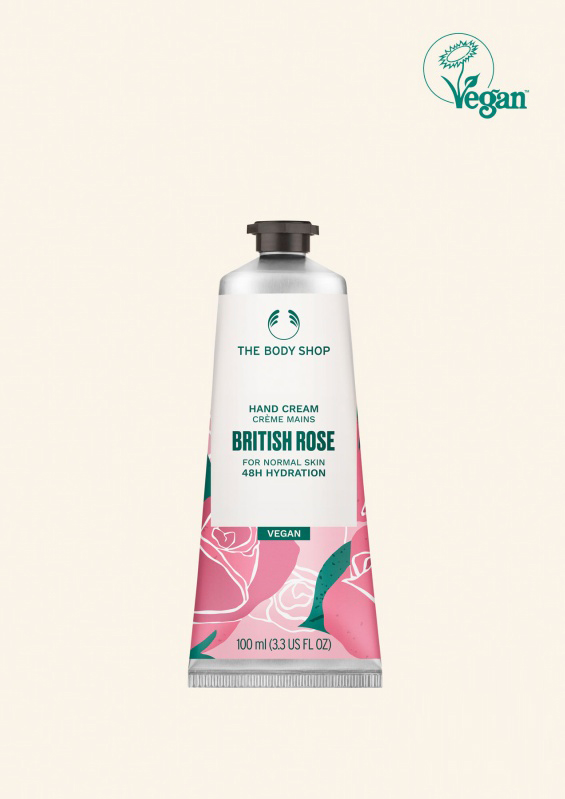 Vegan™
THE BODY SHOP
HAND CREAM
CRÈME MAINS
BRITISH ROSE
FOR NORMAL SKIN
48H HYDRATION
VEGAN
100 ml (3.3 US FL OZ)